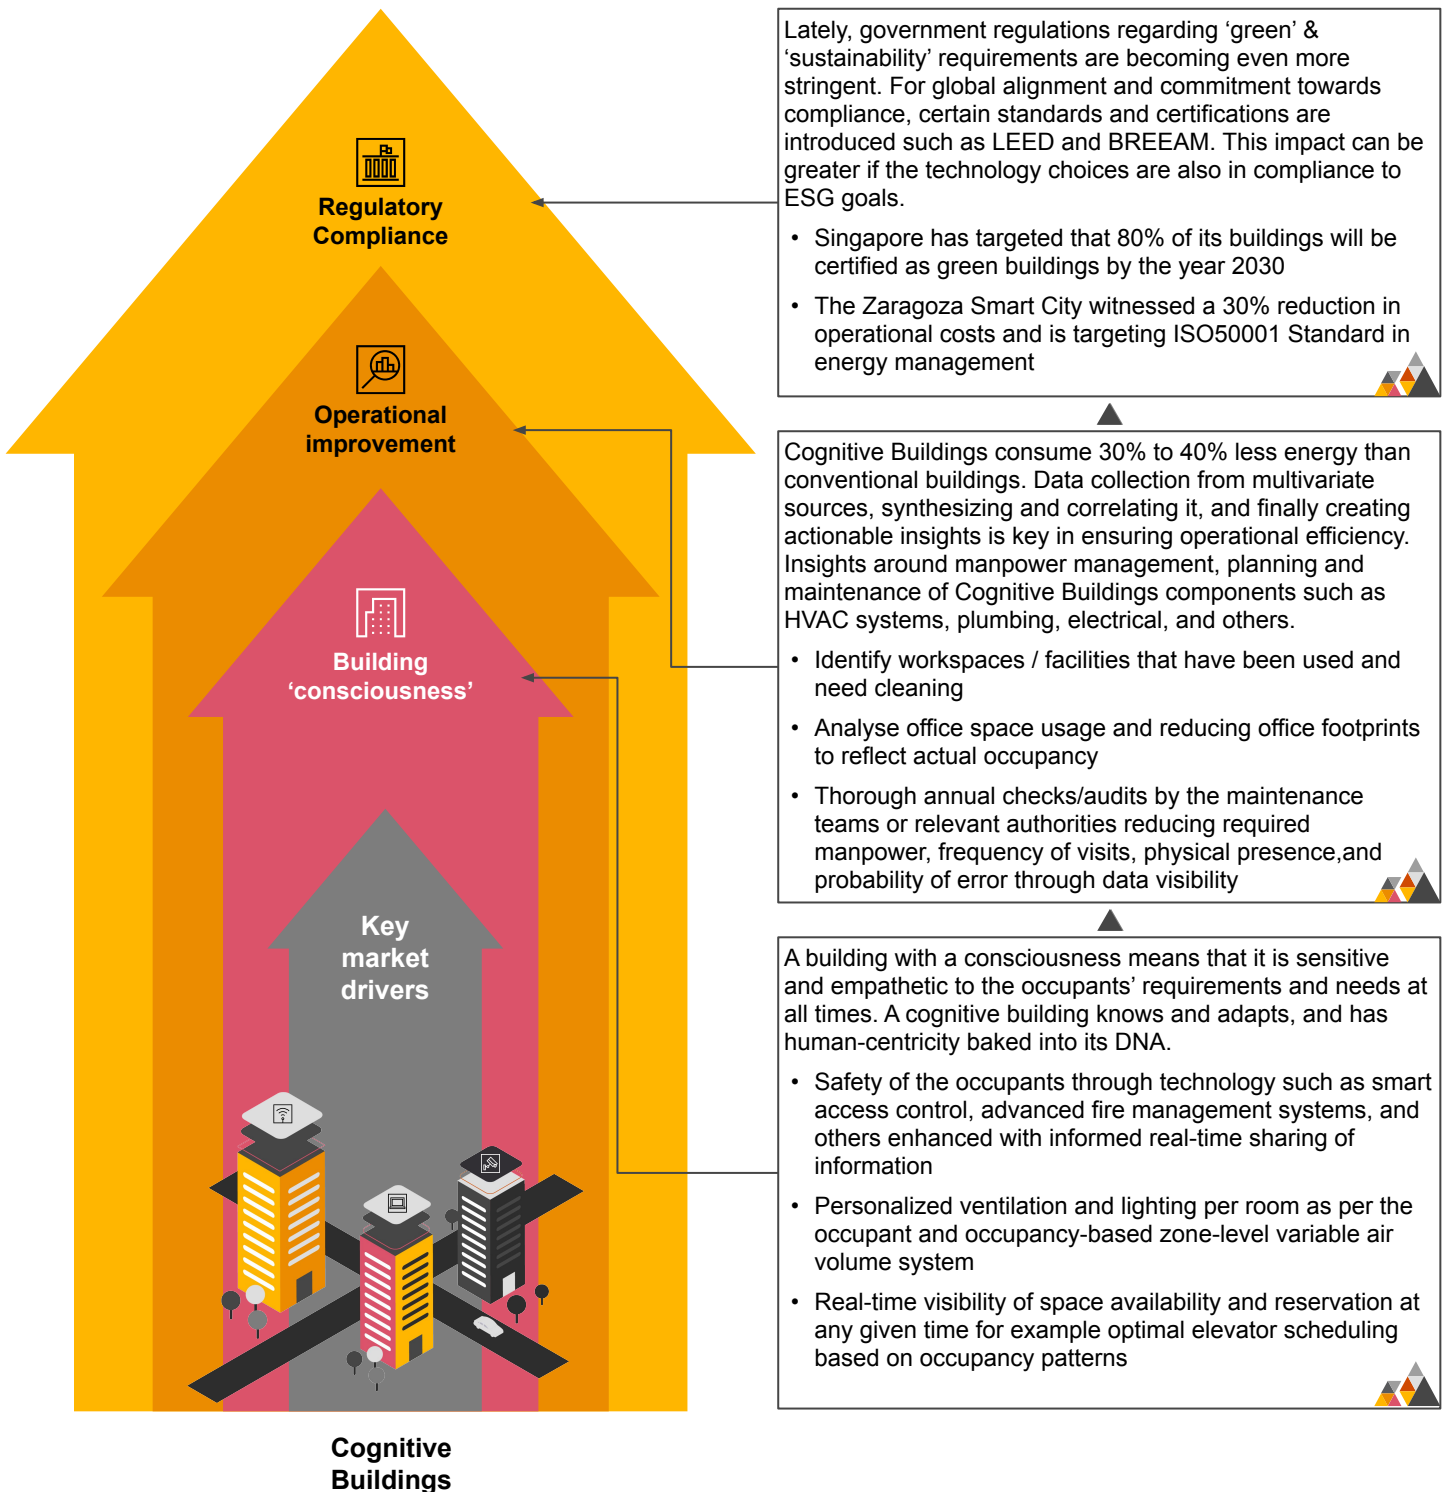 Regulatory
Compliance
Operational
improvement
Building
‘consciousness’
Key
market
drivers
Cognitive
Buildings
Lately, government regulations regarding ‘green’ &
‘sustainability’ requirements are becoming even more
stringent. For global alignment and commitment towards
compliance, certain standards and certifications are
introduced such as LEED and BREEAM. This impact can be
greater if the technology choices are also in compliance to
ESG goals.
• Singapore has targeted that 80% of its buildings will be
certified as green buildings by the year 2030
• The Zaragoza Smart City witnessed a 30% reduction in
operational costs and is targeting ISO50001 Standard in
energy management
Cognitive Buildings consume 30% to 40% less energy than
conventional buildings. Data collection from multivariate
sources, synthesizing and correlating it, and finally creating
actionable insights is key in ensuring operational efficiency.
Insights around manpower management, planning and
maintenance of Cognitive Buildings components such as
HVAC systems, plumbing, electrical, and others.
• Identify workspaces / facilities that have been used and
need cleaning
• Analyse office space usage and reducing office footprints
to reflect actual occupancy
• Thorough annual checks/audits by the maintenance
teams or relevant authorities reducing required
manpower, frequency of visits, physical presence,and
probability of error through data visibility
A building with a consciousness means that it is sensitive
and empathetic to the occupants’ requirements and needs at
all times. A cognitive building knows and adapts, and has
human-centricity baked into its DNA.
• Safety of the occupants through technology such as smart
access control, advanced fire management systems, and
others enhanced with informed real-time sharing of
information
• Personalized ventilation and lighting per room as per the
occupant and occupancy-based zone-level variable air
volume system
• Real-time visibility of space availability and reservation at
any given time for example optimal elevator scheduling
based on occupancy patterns